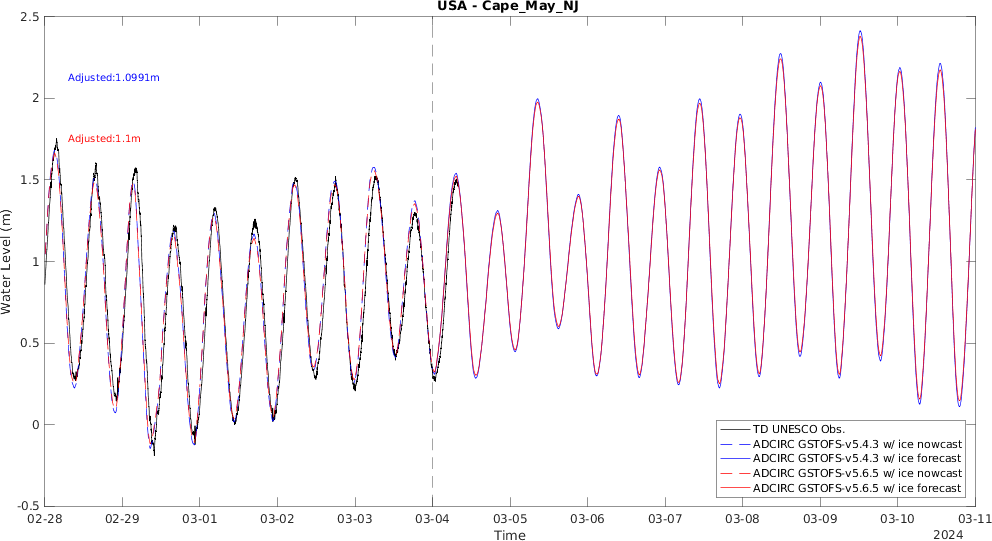 USA - Cape_May_NJ
2.5
2
1.5
1
0.5
0
-0.5
Water Level (m)
Adjusted:1.0991m
Adjusted:1.1m
TD UNESCO Obs.
ADCIRC GSTOFS-v5.4.3 w/ ice nowcast
ADCIRC GSTOFS-v5.4.3 w/ ice forecast
ADCIRC GSTOFS-v5.6.5 w/ ice nowcast
ADCIRC GSTOFS-v5.6.5 w/ ice forecast
02-28 02-29 03-01 03-02 03-03 03-04 03-05 03-06 03-07 03-08 03-09 03-10 03-11
Time
2024